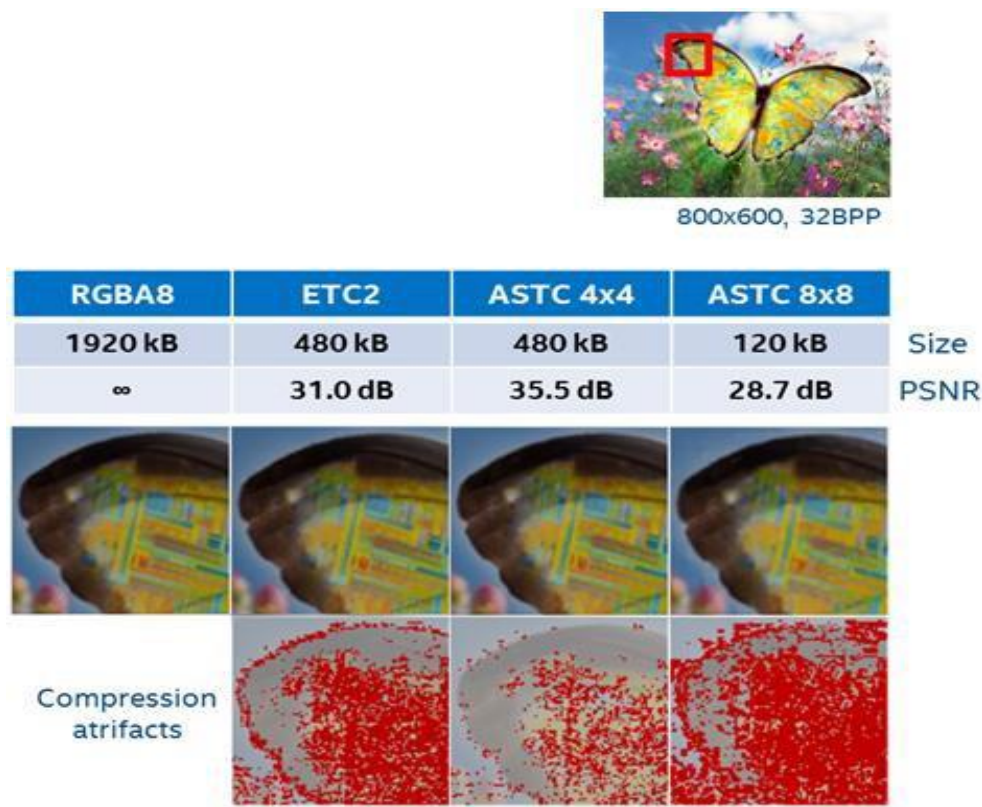 800x600, 32BPP
RGBA8 ETC2 ASTC 4x4 ASTC 8x8
1920 kB 480 kB 480 kB 120 kB Size
∞ 31.0 dB 35.5 dB 28.7 dB PSNR
Compression
atrifacts